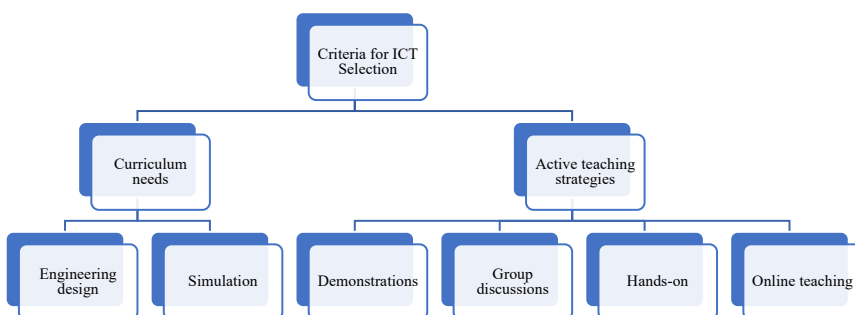 Criteria for ICT
Selection
Curriculum
needs
Active teaching
strategies
Engineering
design
Simulation
Demonstrations
Group
discussions
Hands-on
Online teaching